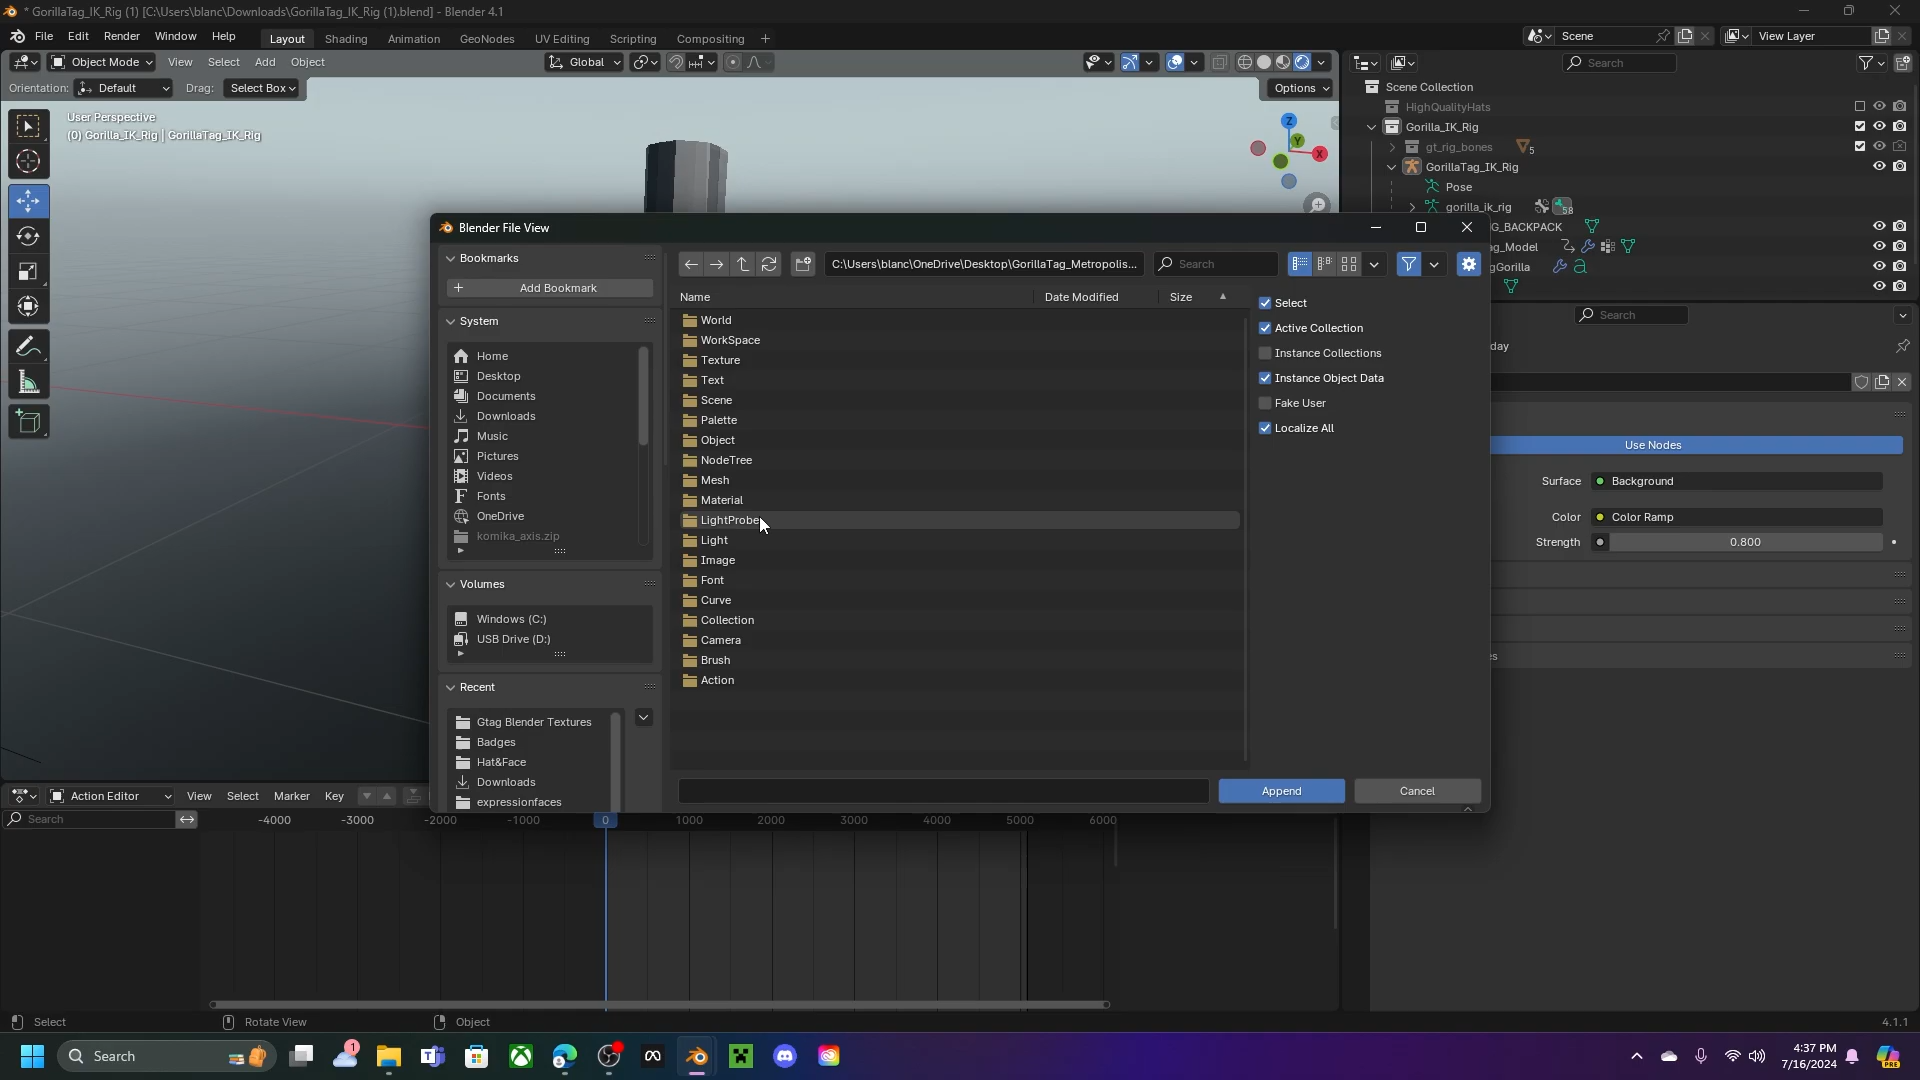 * GorillaTag_IK_Rig (1) [C:\Users\blanc\Downloads\GorillaTag_IK_Rig (1).blend] - Blender 4.1
File Edit Render Window Help Layout Shading Animation GeoNodes UV Editing Scripting Compositing + Scene View Layer
Object Mode View Select Add Object Global Search
Orientation: Default Drag: Select Box Options
User Perspective
(0) Gorilla_IK_Rig | GorillaTag_IK_Rig
Z
Y
X
Scene Collection
HighQualityHats
Gorilla_IK_Rig
gt_rig_bones 5
GorillaTag_IK_Rig
Pose
gorilla_ik_rig 58
G_BACKPACK
ag_Model
gGorilla
Search
day
Use Nodes
Surface Background
Color Color Ramp
Strength 0.800
es
Blender File View
Bookmarks
Add Bookmark
System
Home
Desktop
Documents
Downloads
Music
Pictures
Videos
Fonts
OneDrive
komika_axis.zip
Volumes
Windows (C:)
USB Drive (D:)
Recent
Gtag Blender Textures
Badges
Hat&Face
Downloads
expressionfaces
C:\Users\blanc\OneDrive\Desktop\GorillaTag_Metropolis... Search
Name Date Modified Size
World
WorkSpace
Texture
Text
Scene
Palette
Object
NodeTree
Mesh
Material
LightProbe
Light
Image
Font
Curve
Collection
Camera
Brush
Action
Select
Active Collection
Instance Collections
Instance Object Data
Fake User
Localize All
Append Cancel
Action Editor View Select Marker Key
Search -4000 -3000 -2000 -1000 0 1000 2000 3000 4000 5000 6000
Select Rotate View Object 4.1.1
Search 1 4:37 PM
7/16/2024